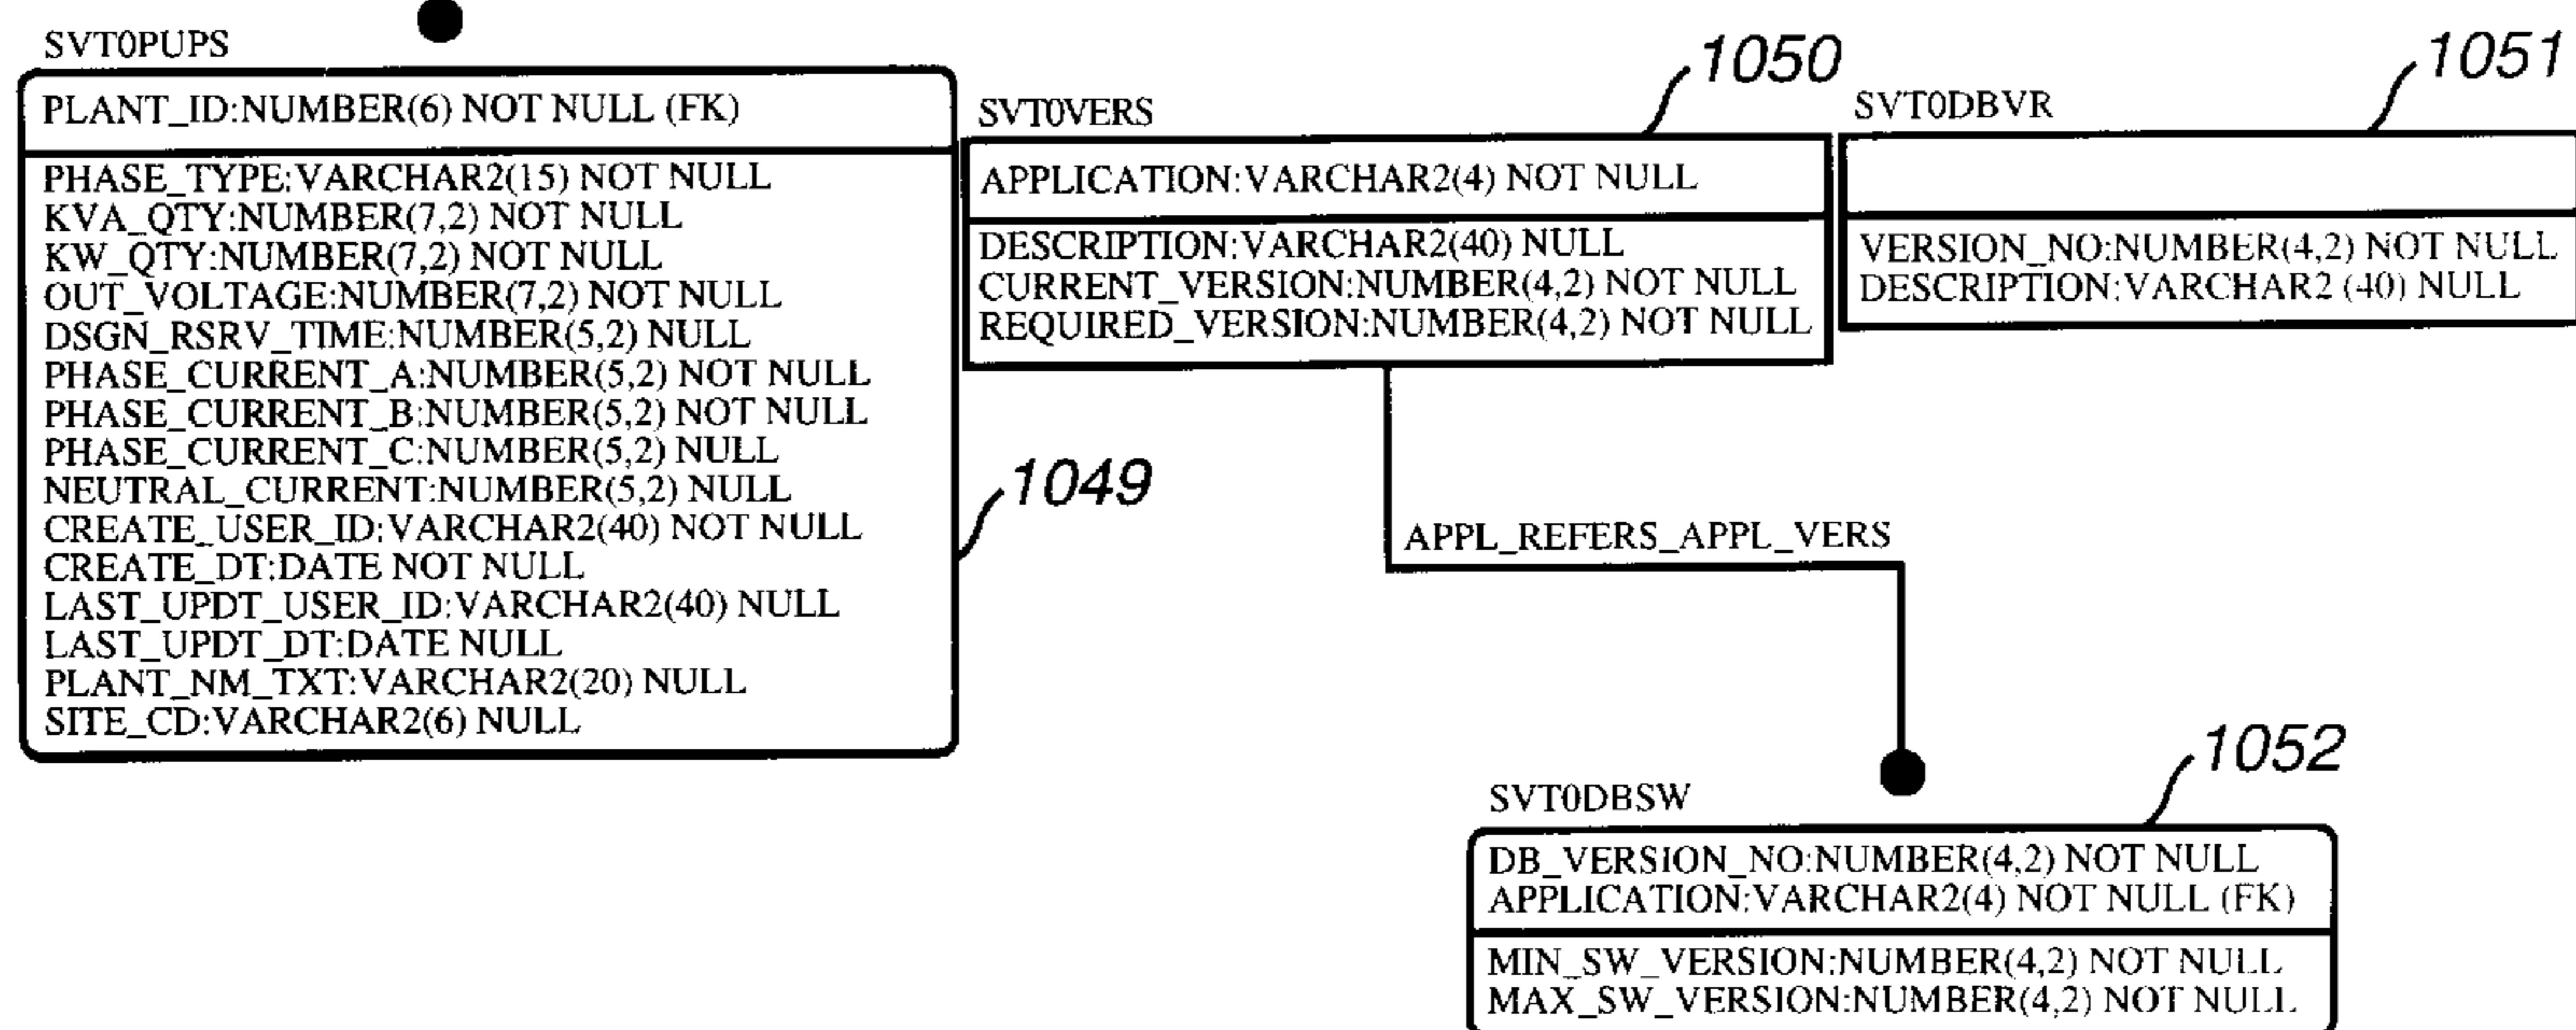 SVT0PUPS
PLANT_ID:NUMBER(6) NOT NULL (FK)
PHASE_TYPE:VARCHAR2(15) NOT NULL
KVA_QTY:NUMBER(7,2) NOT NULL
KW_QTY:NUMBER(7,2) NOT NULL
OUT_VOLTAGE:NUMBER(7,2) NOT NULL
DSGN_RSRV_TIME:NUMBER(5,2) NULL
PHASE_CURRENT_A:NUMBER(5,2) NOT NULL
PHASE_CURRENT_B:NUMBER(5,2) NOT NULL
PHASE_CURRENT_C:NUMBER(5,2) NULL
NEUTRAL_CURRENT:NUMBER(5,2) NULL
CREATE_USER_ID:VARCHAR2(40) NOT NULL
CREATE_DT:DATE NOT NULL
LAST_UPDT_USER_ID:VARCHAR2(40) NULL
LAST_UPDT_DT:DATE NULL
PLANT_NM_TXT:VARCHAR2(20) NULL
SITE_CD:VARCHAR2(6) NULL
1049
SVT0VERS
1050
APPLICATION:VARCHAR2(4) NOT NULL
DESCRIPTION:VARCHAR2(40) NULL
CURRENT_VERSION:NUMBER(4,2) NOT NULL
REQUIRED_VERSION:NUMBER(4,2) NOT NULL
SVT0DBVR
1051
VERSION_NO:NUMBER(4,2) NOT NULL
DESCRIPTION:VARCHAR2 (40) NULL
APPL_REFERS_APPL_VERS
SVT0DBSW
1052
DB_VERSION_NO:NUMBER(4,2) NOT NULL
APPLICATION:VARCHAR2(4) NOT NULL (FK)
MIN_SW_VERSION:NUMBER(4,2) NOT NULL
MAX_SW_VERSION:NUMBER(4,2) NOT NULL